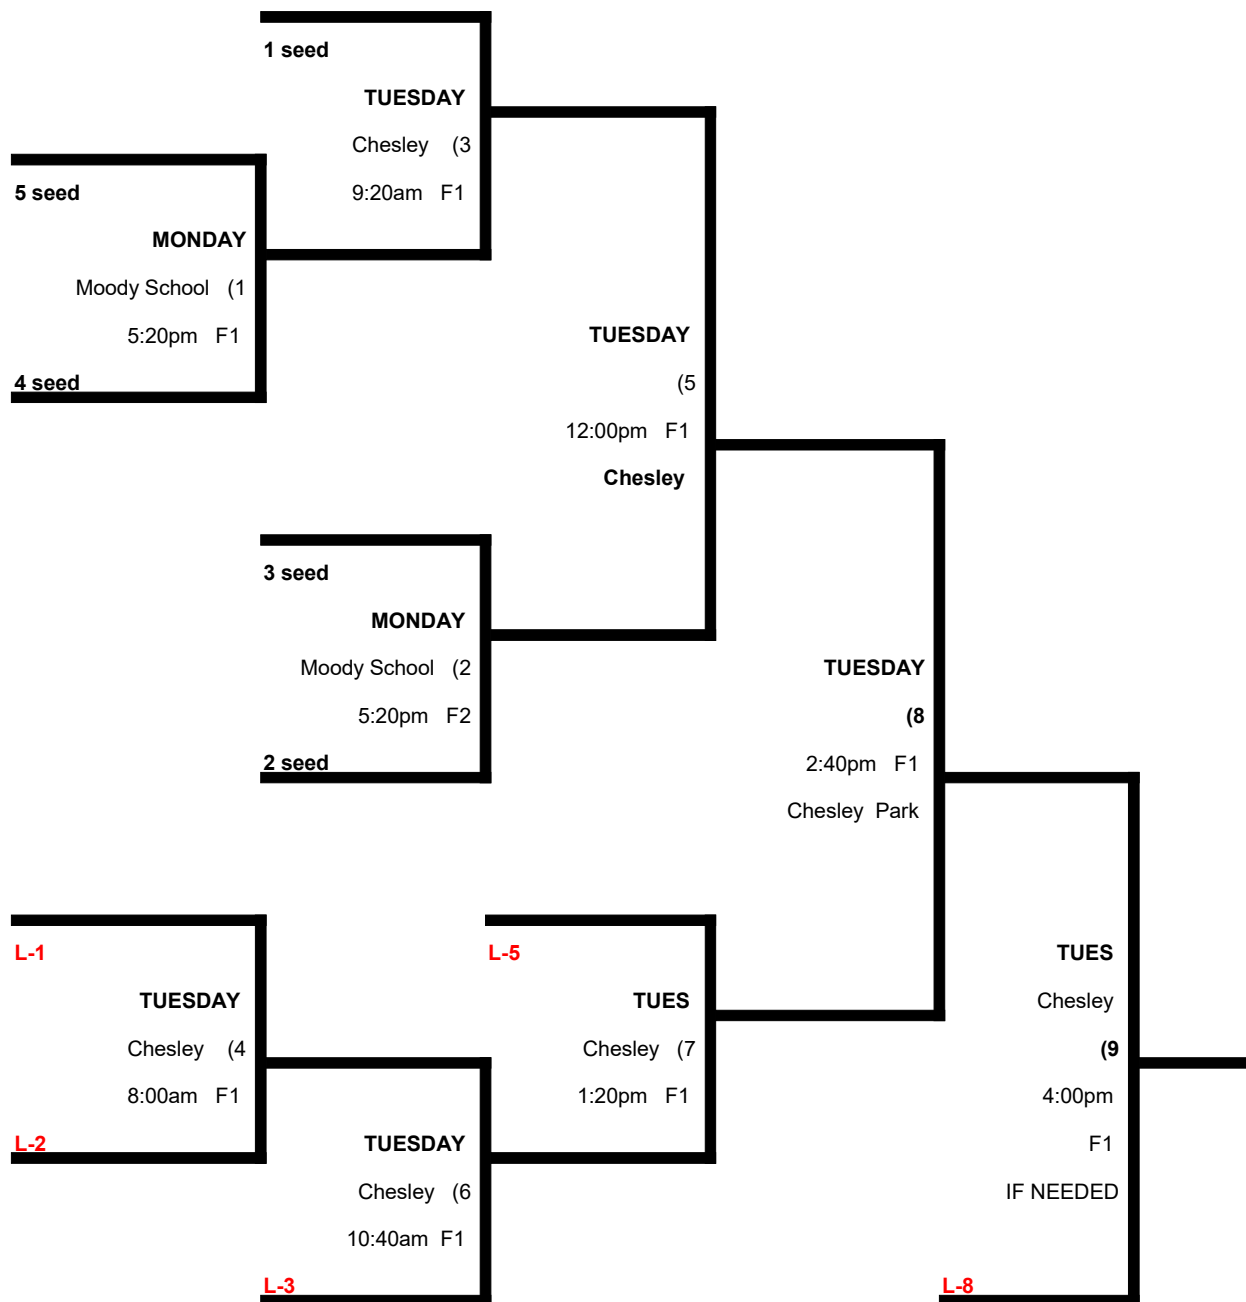 1 seed
TUESDAY
Chesley (3
9:20am F1
5 seed
MONDAY
Moody School (1
5:20pm F1
4 seed
TUESDAY
(5
12:00pm F1
Chesley
3 seed
MONDAY
Moody School (2
5:20pm F2
2 seed
TUESDAY
(8
2:40pm F1
Chesley Park
L-1
TUESDAY
Chesley (4
8:00am F1
L-2
L-5
TUES
Chesley (7
1:20pm F1
TUESDAY
Chesley (6
10:40am F1
L-3
TUES
Chesley
(9
4:00pm
F1
IF NEEDED
L-8